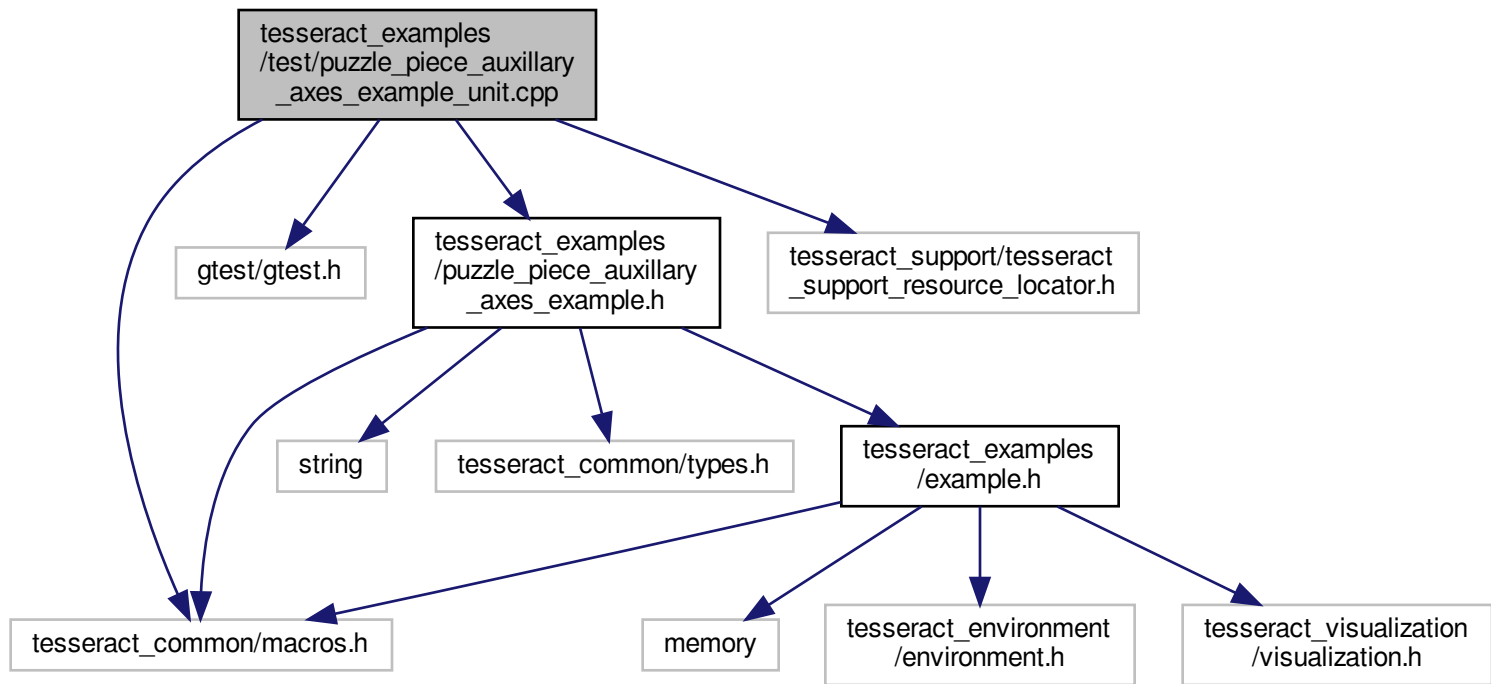 tesseract_examples
/test/puzzle_piece_auxillary
_axes_example_unit.cpp
gtest/gtest.h
tesseract_examples
/puzzle_piece_auxillary
_axes_example.h
tesseract_support/tesseract
_support_resource_locator.h
string
tesseract_common/types.h
tesseract_examples
/example.h
tesseract_common/macros.h
memory
tesseract_environment
/environment.h
tesseract_visualization
/visualization.h